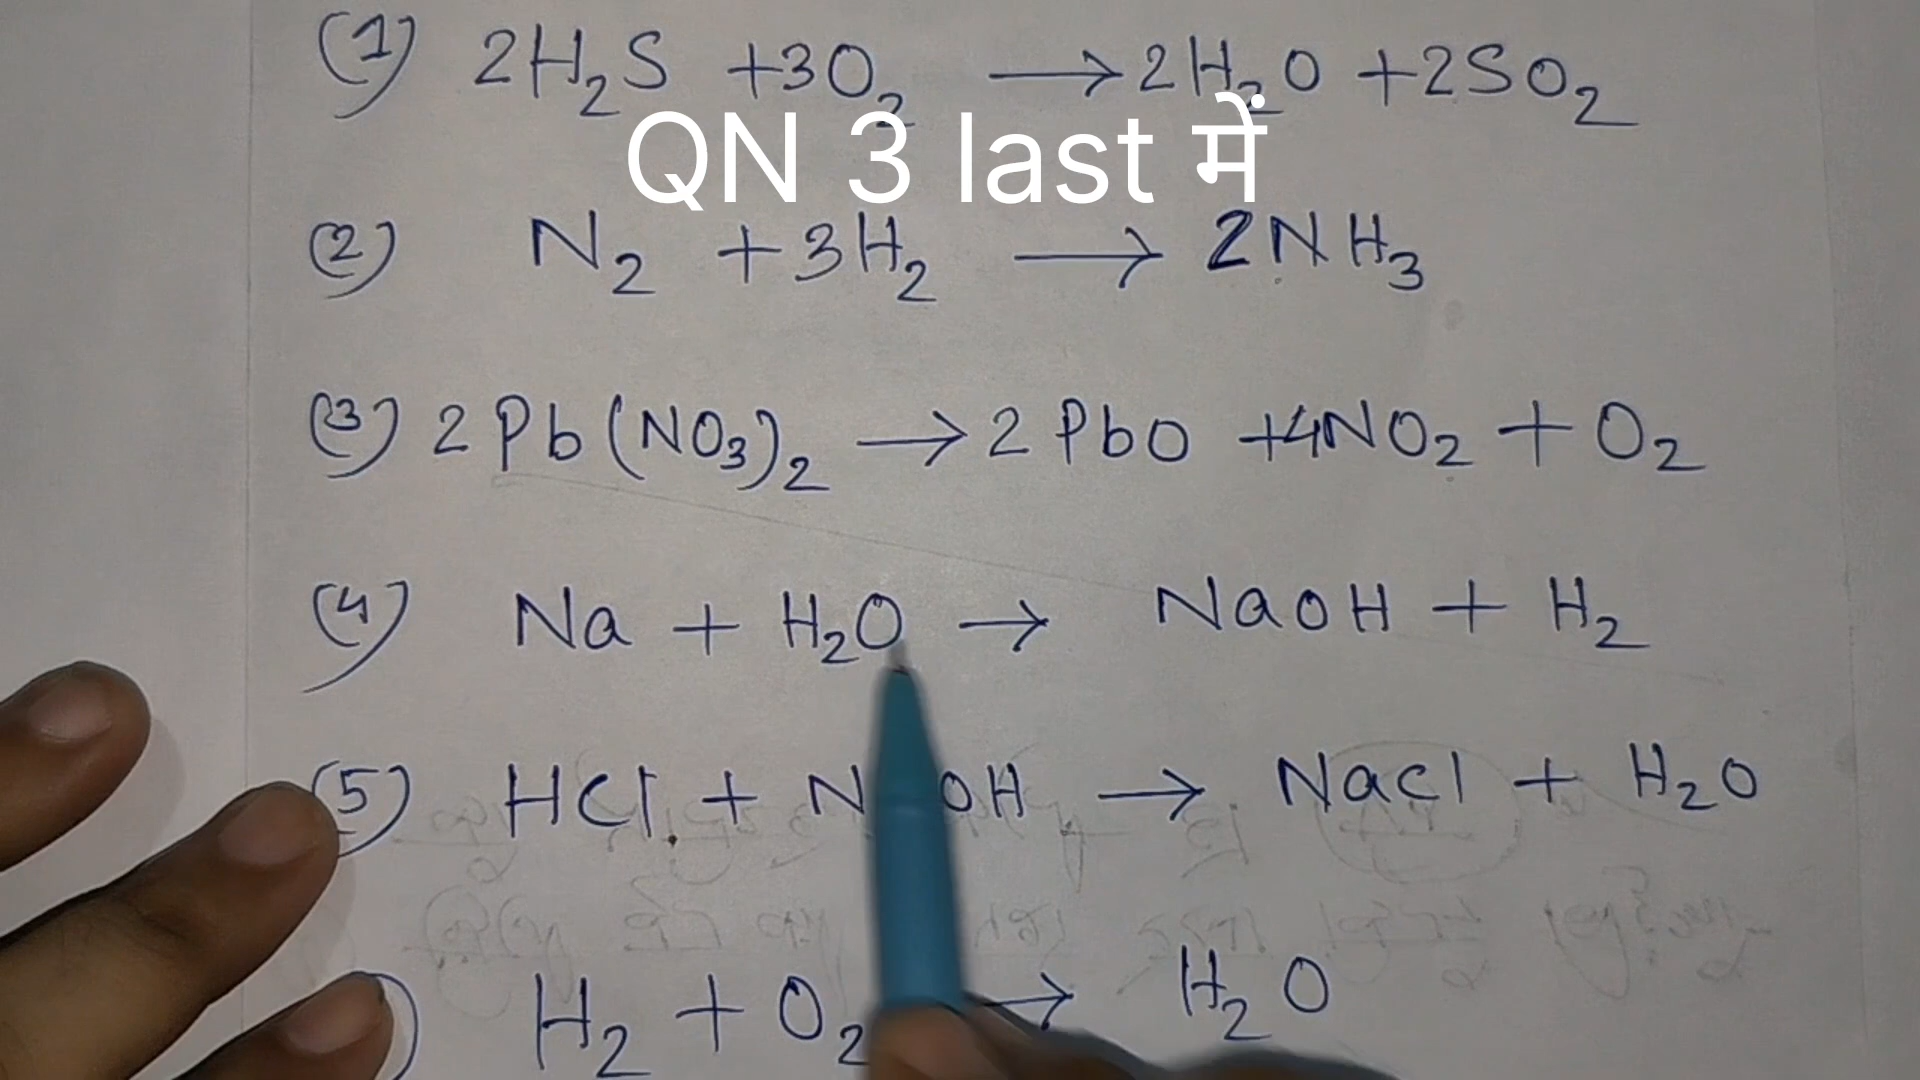 (1) 2H₂S +3O₂ → 2H₂O +2SO₂
QN 3 last में
(2) N₂ +3H₂ → 2NH₃
(3) 2Pb(NO₃)₂ → 2PbO +4NO₂ + O₂
(4) Na + H₂O → NaOH + H₂
(5) HCl + N OH → NaCl + H₂O
) H₂ + O₂ → H₂O